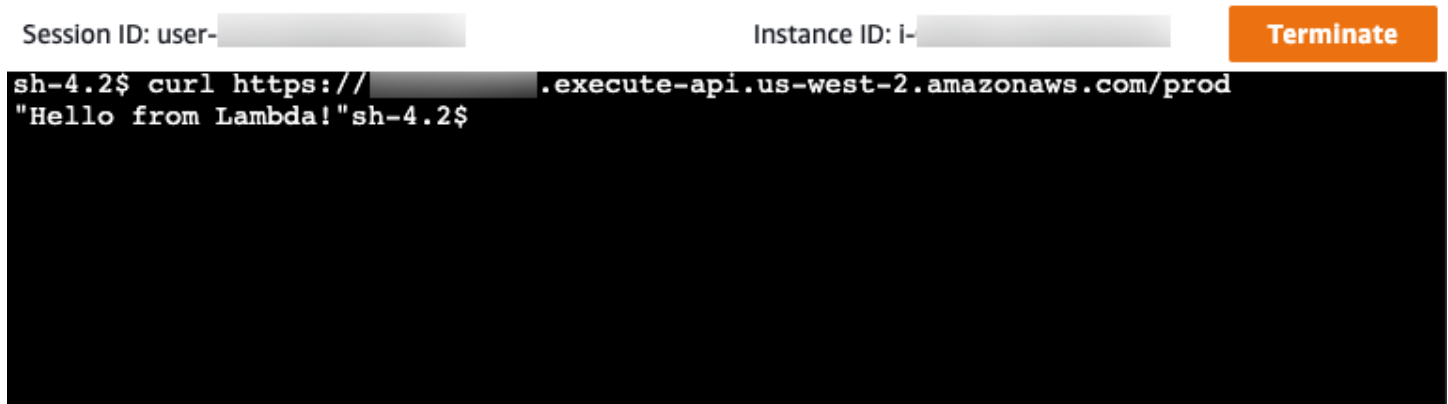 Session ID: user- Instance ID: i- Terminate
sh-4.2$ curl https:// .execute-api.us-west-2.amazonaws.com/prod
"Hello from Lambda!"sh-4.2$